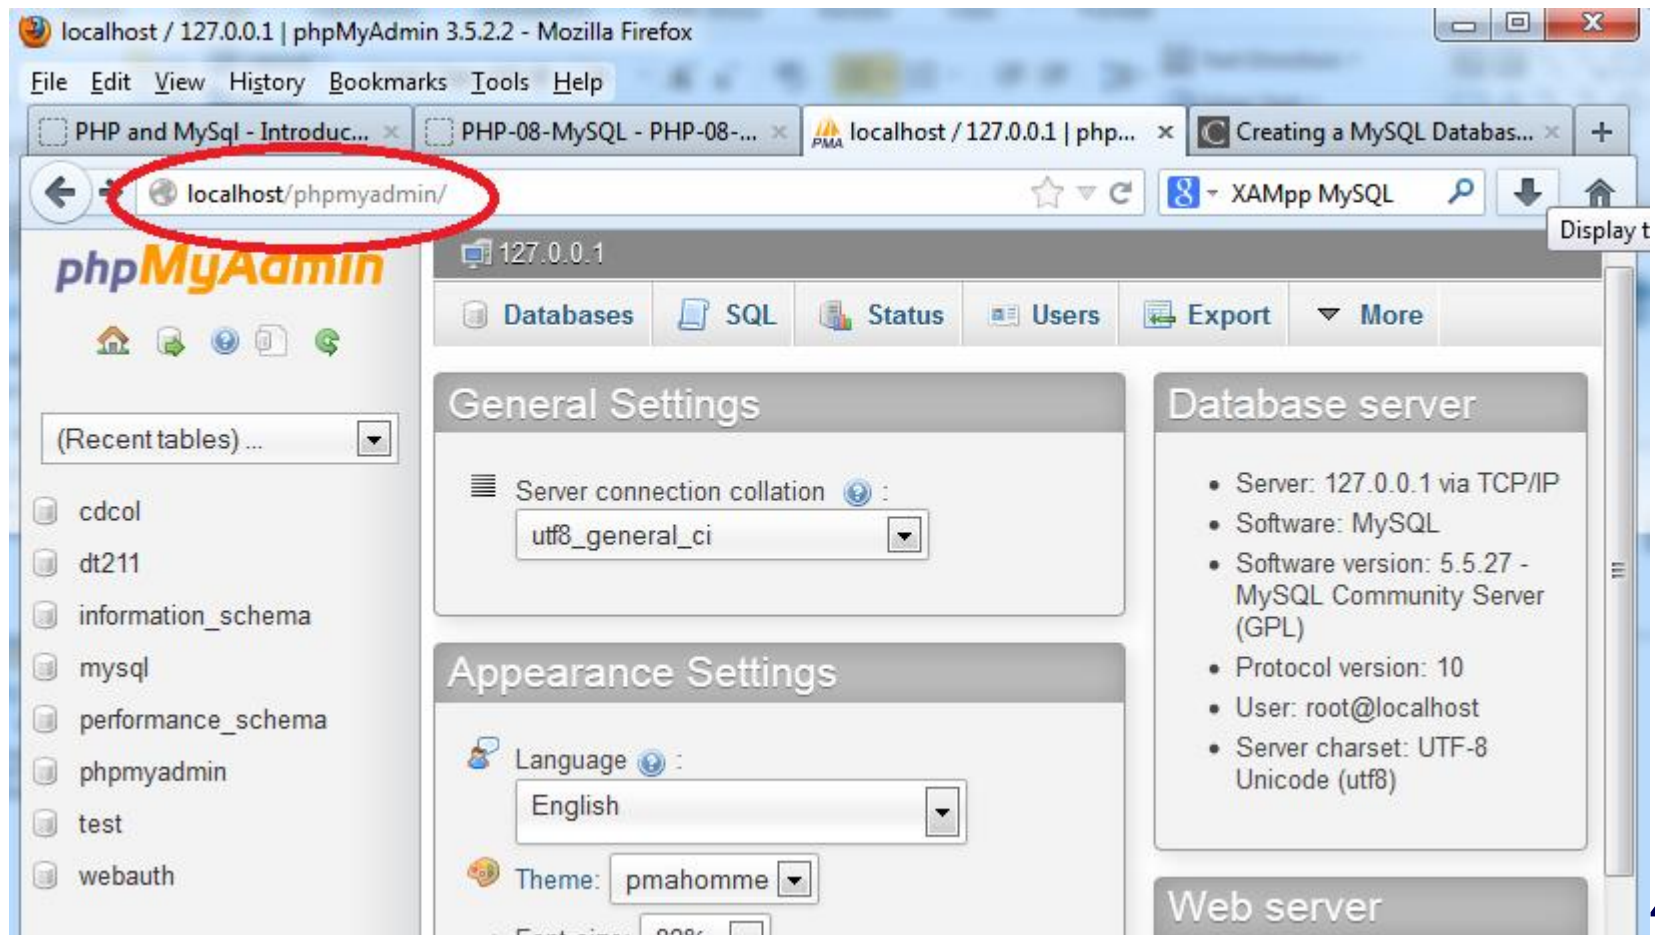 localhost / 127.0.0.1 | phpMyAdmin 3.5.2.2 - Mozilla Firefox
File Edit View History Bookmarks Tools Help
PHP and MySql - Introduc... PHP-08-MySQL - PHP-08-... localhost / 127.0.0.1 | php... Creating a MySQL Databas...
localhost/phpmyadmin/ XAMpp MySQL
Display t
phpMyAdmin
127.0.0.1
Databases SQL Status Users Export More
(Recent tables) ...
cdcol
dt211
information_schema
mysql
performance_schema
phpmyadmin
test
webauth
General Settings
Server connection collation :
utf8_general_ci
Appearance Settings
Language :
English
Theme: pmahomme
Font size: 80%
Database server
Server: 127.0.0.1 via TCP/IP
Software: MySQL
Software version: 5.5.27 -
MySQL Community Server
(GPL)
Protocol version: 10
User: root@localhost
Server charset: UTF-8
Unicode (utf8)
Web server